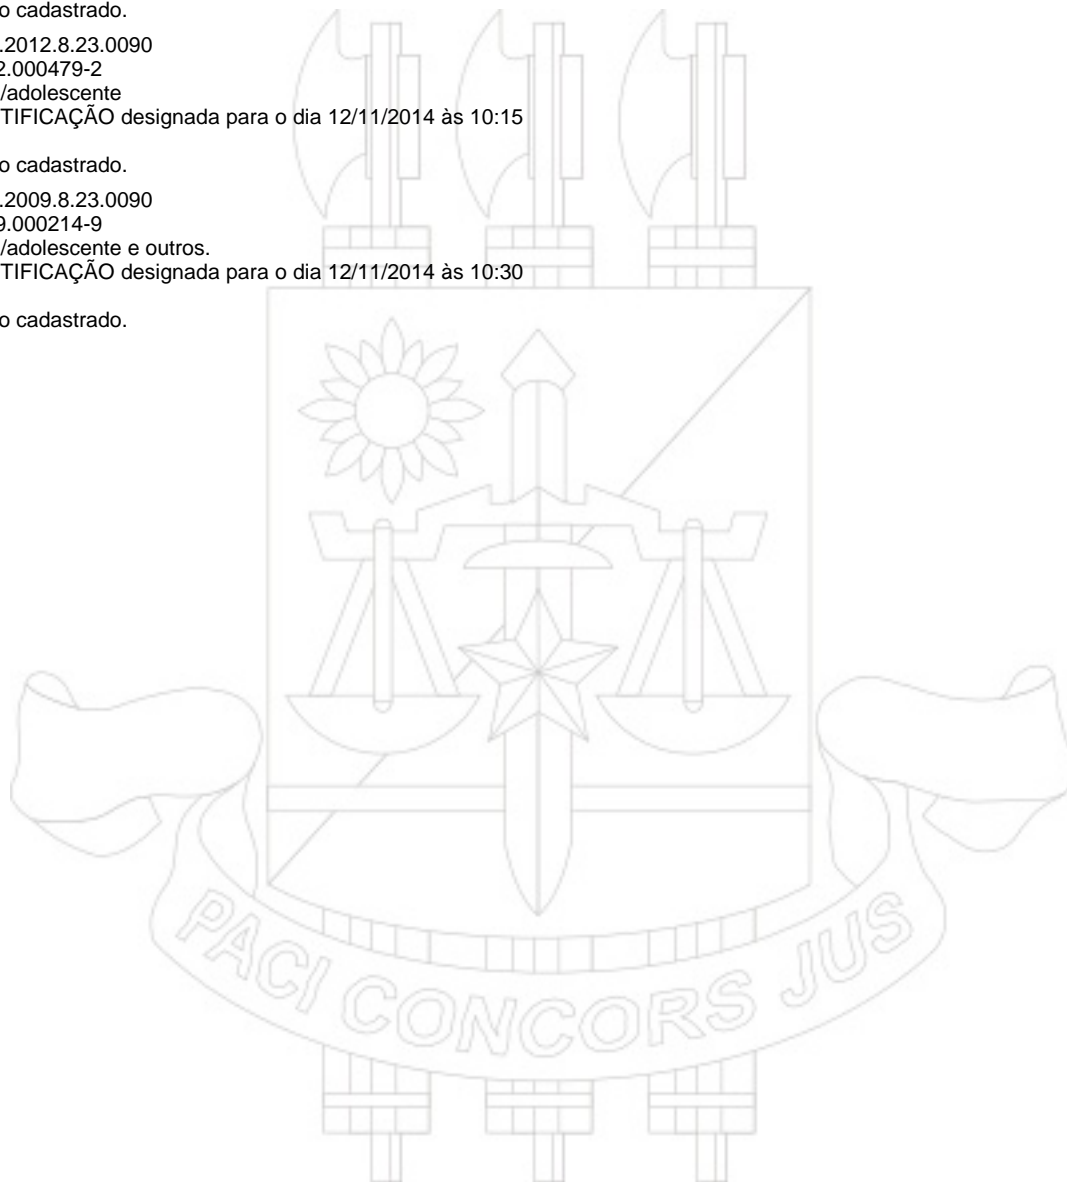 o cadastrado.
.2012.8.23.0090
2.000479-2
/adolescente
TIFICAÇÃO designada para o dia 12/11/2014 às 10:15
o cadastrado.
.2009.8.23.0090
9.000214-9
/adolescente e outros.
TIFICAÇÃO designada para o dia 12/11/2014 às 10:30
o cadastrado.
PACI CONCORS JUS